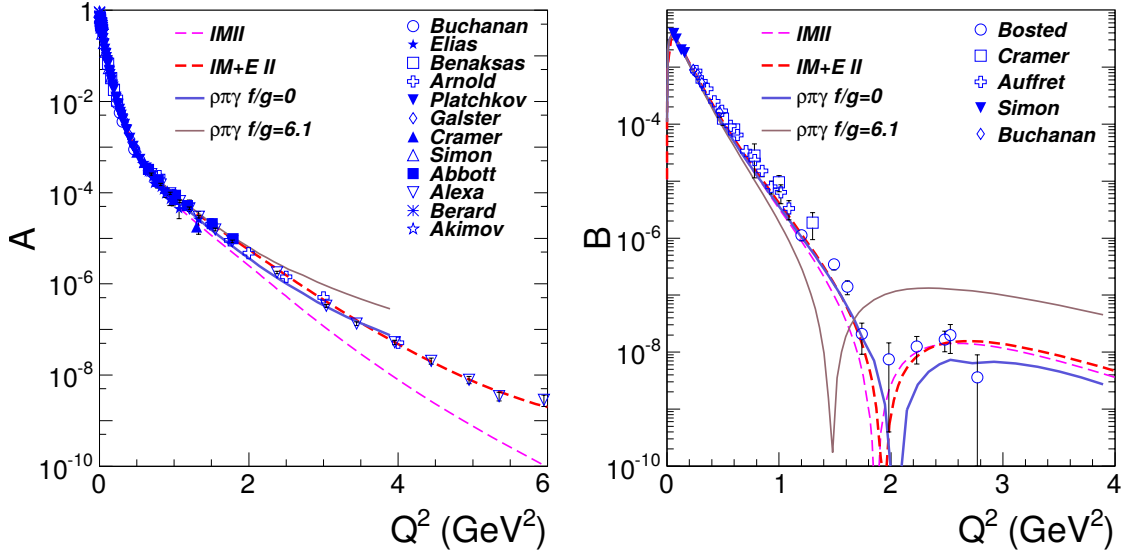 A
1
10^-2
10^-4
10^-6
10^-8
10^-10
0
2
4
6
Q^2 (GeV^2)
IMII
IM+E II
ρπγ f/g=0
ρπγ f/g=6.1
Buchanan
Elias
Benaksas
Arnold
Platchkov
Galster
Cramer
Simon
Abbott
Alexa
Berard
Akimov
B
10^-4
10^-6
10^-8
10^-10
0
1
2
3
4
Q^2 (GeV^2)
IMII
IM+E II
ρπγ f/g=0
ρπγ f/g=6.1
Bosted
Cramer
Auffret
Simon
Buchanan